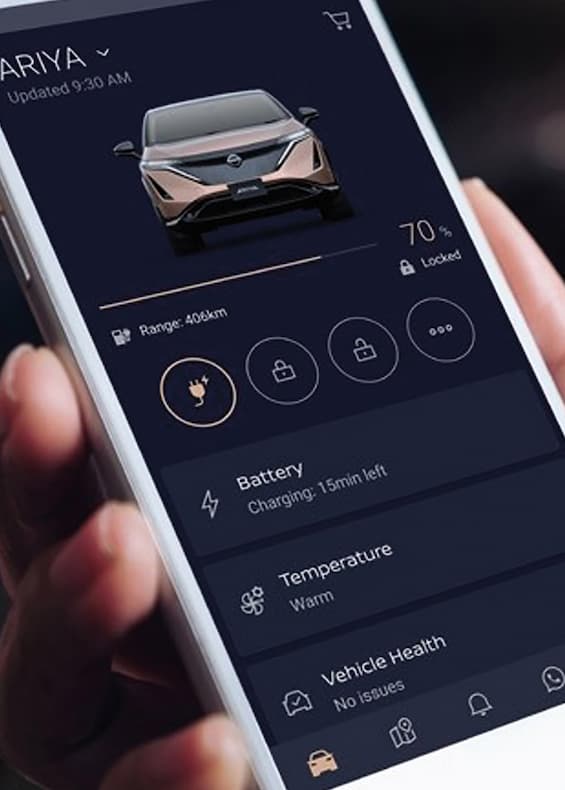 ARIYA
Updated 9:30 AM
70 %
Locked
Range: 406km
Battery
Charging: 15min left
Temperature
Warm
Vehicle Health
No issues